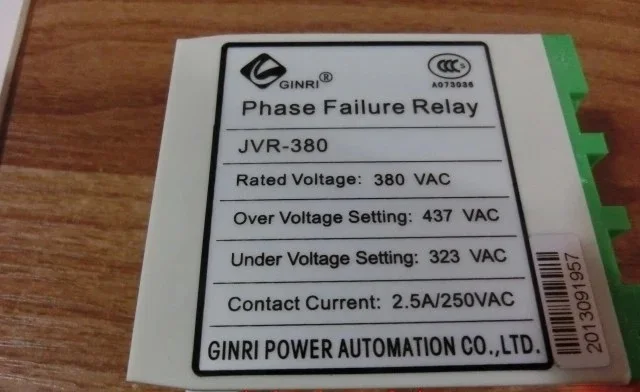 GINRI®
CCC S
A073036
Phase Failure Relay
JVR-380
Rated Voltage: 380 VAC
Over Voltage Setting: 437 VAC
Under Voltage Setting: 323 VAC
Contact Current: 2.5A/250VAC
GINRI POWER AUTOMATION CO.,LTD.
2013091957